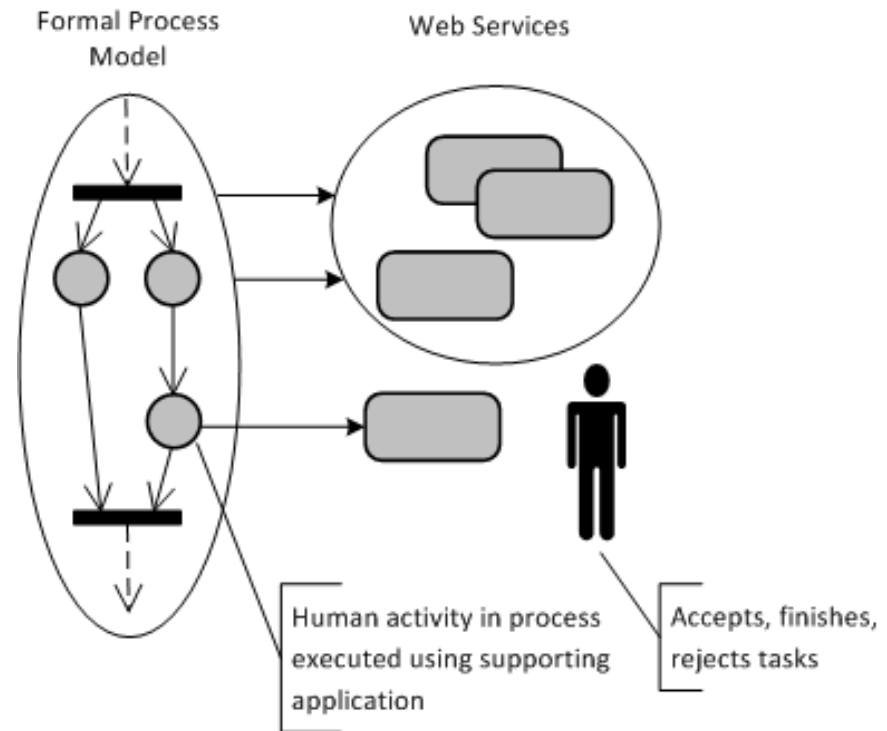 Formal Process
Model
Web Services
Human activity in process
executed using supporting
application
Accepts, finishes,
rejects tasks